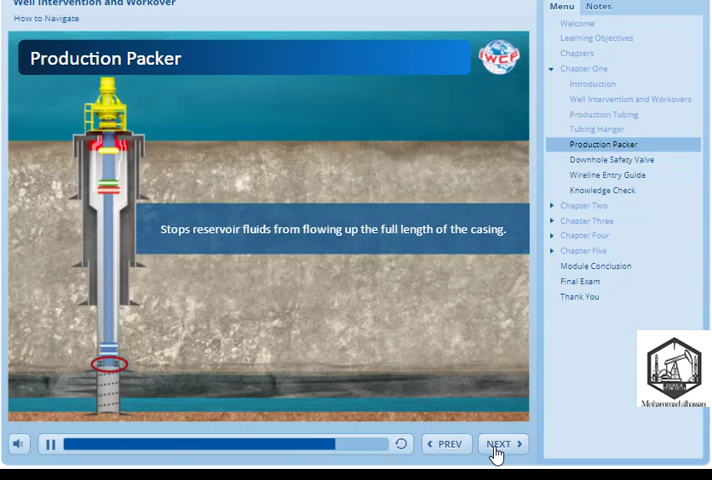 Well Intervention and Workover
How to Navigate
Production Packer
IWCF
Stops reservoir fluids from flowing up the full length of the casing.
PREV
NEXT
Menu
Notes
Welcome
Learning Objectives
Chapters
Chapter One
Introduction
Well Intervention and Workovers
Production Tubing
Tubing Hanger
Production Packer
Downhole Safety Valve
Wireline Entry Guide
Knowledge Check
Chapter Two
Chapter Three
Chapter Four
Chapter Five
Module Conclusion
Final Exam
Thank You
Mohammad alhassan